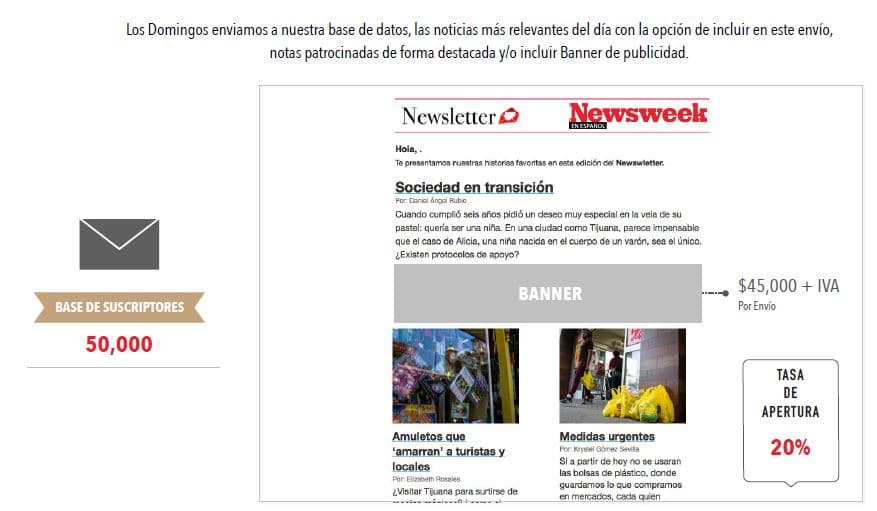 Los Domingos enviamos a nuestra base de datos, las noticias más relevantes del día con la opción de incluir en este envío,
notas patrocinadas de forma destacada y/o incluir Banner de publicidad.
Newsletter
Newsweek
EN ESPAÑOL
Hola, .
Te presentamos nuestras historias favoritas en esta edición del Newswletter.
Sociedad en transición
Por: Daniel Ángel Rubio
Cuando cumplió seis años pidió un deseo muy especial en la vela de su
pastel: quería ser una niña. En una ciudad como Tijuana, parece impensable
que el caso de Alicia, una niña nacida en el cuerpo de un varón, sea el único.
¿Existen protocolos de apoyo?
BANNER
$45,000 + IVA
Por Envío
BASE DE SUSCRIPTORES
50,000
Amuletos que
‘amarran’ a turistas y
locales
Por: Elizabeth Rosales
¿Visitar Tijuana para surtirse de
Medidas urgentes
Por: Krystel Gómez Sevilla
Si a partir de hoy no se usaran
las bolsas de plástico, donde
guardamos lo que compramos
en mercados, cada quien
TASA
DE
APERTURA
20%